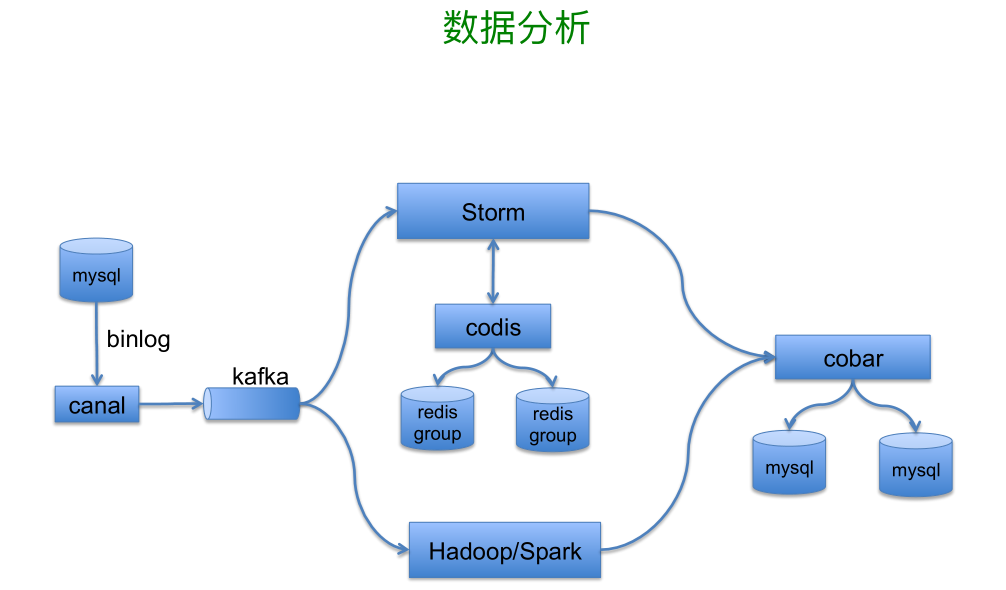 数据分析
Storm
mysql
binlog
codis
cobar
kafka
canal
redis
group
redis
group
mysql
mysql
Hadoop/Spark